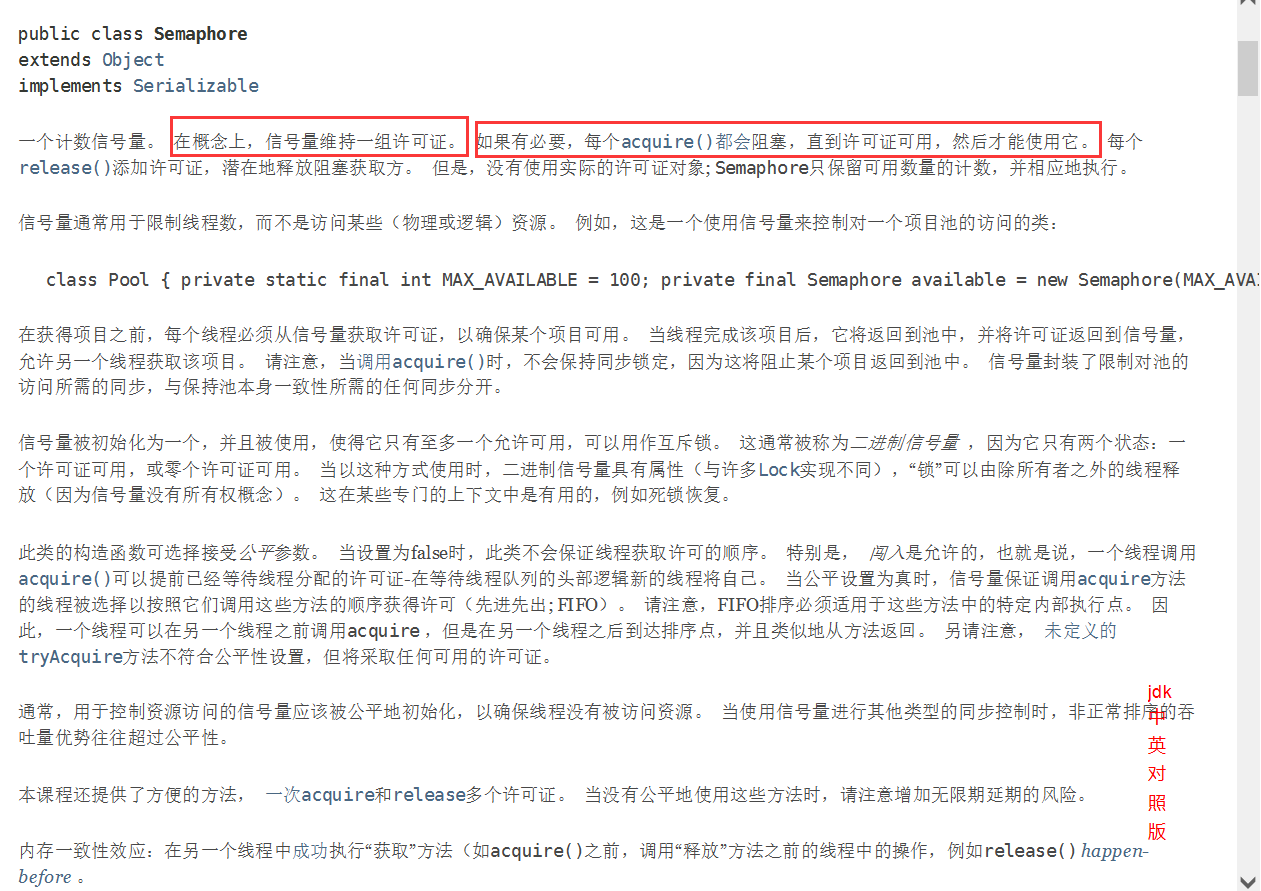 public class Semaphore
extends Object
implements Serializable
一个计数信号量。 在概念上，信号量维持一组许可证。 如果有必要，每个acquire()都会阻塞，直到许可证可用，然后才能使用它。 每个
release()添加许可证，潜在地释放阻塞获取方。 但是，没有使用实际的许可证对象; Semaphore只保留可用数量的计数，并相应地执行。
信号量通常用于限制线程数，而不是访问某些（物理或逻辑）资源。 例如，这是一个使用信号量来控制对一个项目池的访问的类：
class Pool { private static final int MAX_AVAILABLE = 100; private final Semaphore available = new Semaphore(MAX_AVAI
在获得项目之前，每个线程必须从信号量获取许可证，以确保某个项目可用。 当线程完成该项目后，它将返回到池中，并将许可证返回到信号量，
允许另一个线程获取该项目。 请注意，当调用acquire()时，不会保持同步锁定，因为这将阻止某个项目返回到池中。 信号量封装了限制对池的
访问所需的同步，与保持池本身一致性所需的任何同步分开。
信号量被初始化为一个，并且被使用，使得它只有至多一个允许可用，可以用作互斥锁。 这通常被称为二进制信号量 ，因为它只有两个状态：一
个许可证可用，或零个许可证可用。 当以这种方式使用时，二进制信号量具有属性（与许多Lock实现不同），“锁”可以由除所有者之外的线程释
放（因为信号量没有所有权概念）。 这在某些专门的上下文中是有用的，例如死锁恢复。
此类的构造函数可选择接受公平参数。 当设置为false时，此类不会保证线程获取许可的顺序。 特别是， 闯入是允许的，也就是说，一个线程调用
acquire()可以提前已经等待线程分配的许可证-在等待线程队列的头部逻辑新的线程将自己。 当公平设置为真时，信号量保证调用acquire方法
的线程被选择以按照它们调用这些方法的顺序获得许可（先进先出; FIFO）。 请注意，FIFO排序必须适用于这些方法中的特定内部执行点。 因
此，一个线程可以在另一个线程之前调用acquire ，但是在另一个线程之后到达排序点，并且类似地从方法返回。 另请注意， 未定义的
tryAcquire方法不符合公平性设置，但将采取任何可用的许可证。
通常，用于控制资源访问的信号量应该被公平地初始化，以确保线程没有被访问资源。 当使用信号量进行其他类型的同步控制时，非正常排序的吞
吐量优势往往超过公平性。
本课程还提供了方便的方法， 一次acquire和release多个许可证。 当没有公平地使用这些方法时，请注意增加无限期延期的风险。
内存一致性效应：在另一个线程中成功执行“获取”方法（如acquire()之前，调用“释放”方法之前的线程中的操作，例如release() happen-
before 。
jdk
中
英
对
照
版